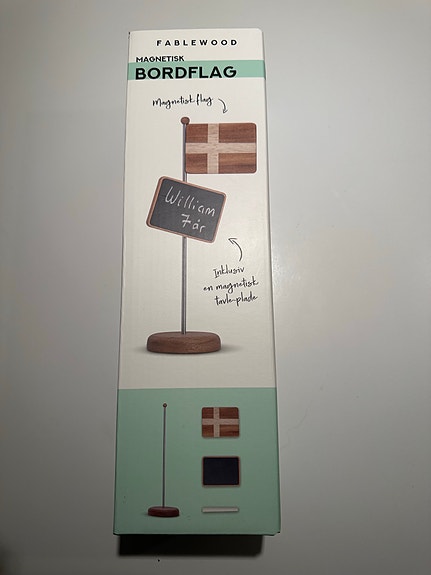 FABLEWOOD
MAGNETISK
BORDFLAG
Magnetisk flag
William
7 år
Inklusiv
en magnetisk
tavle-plade